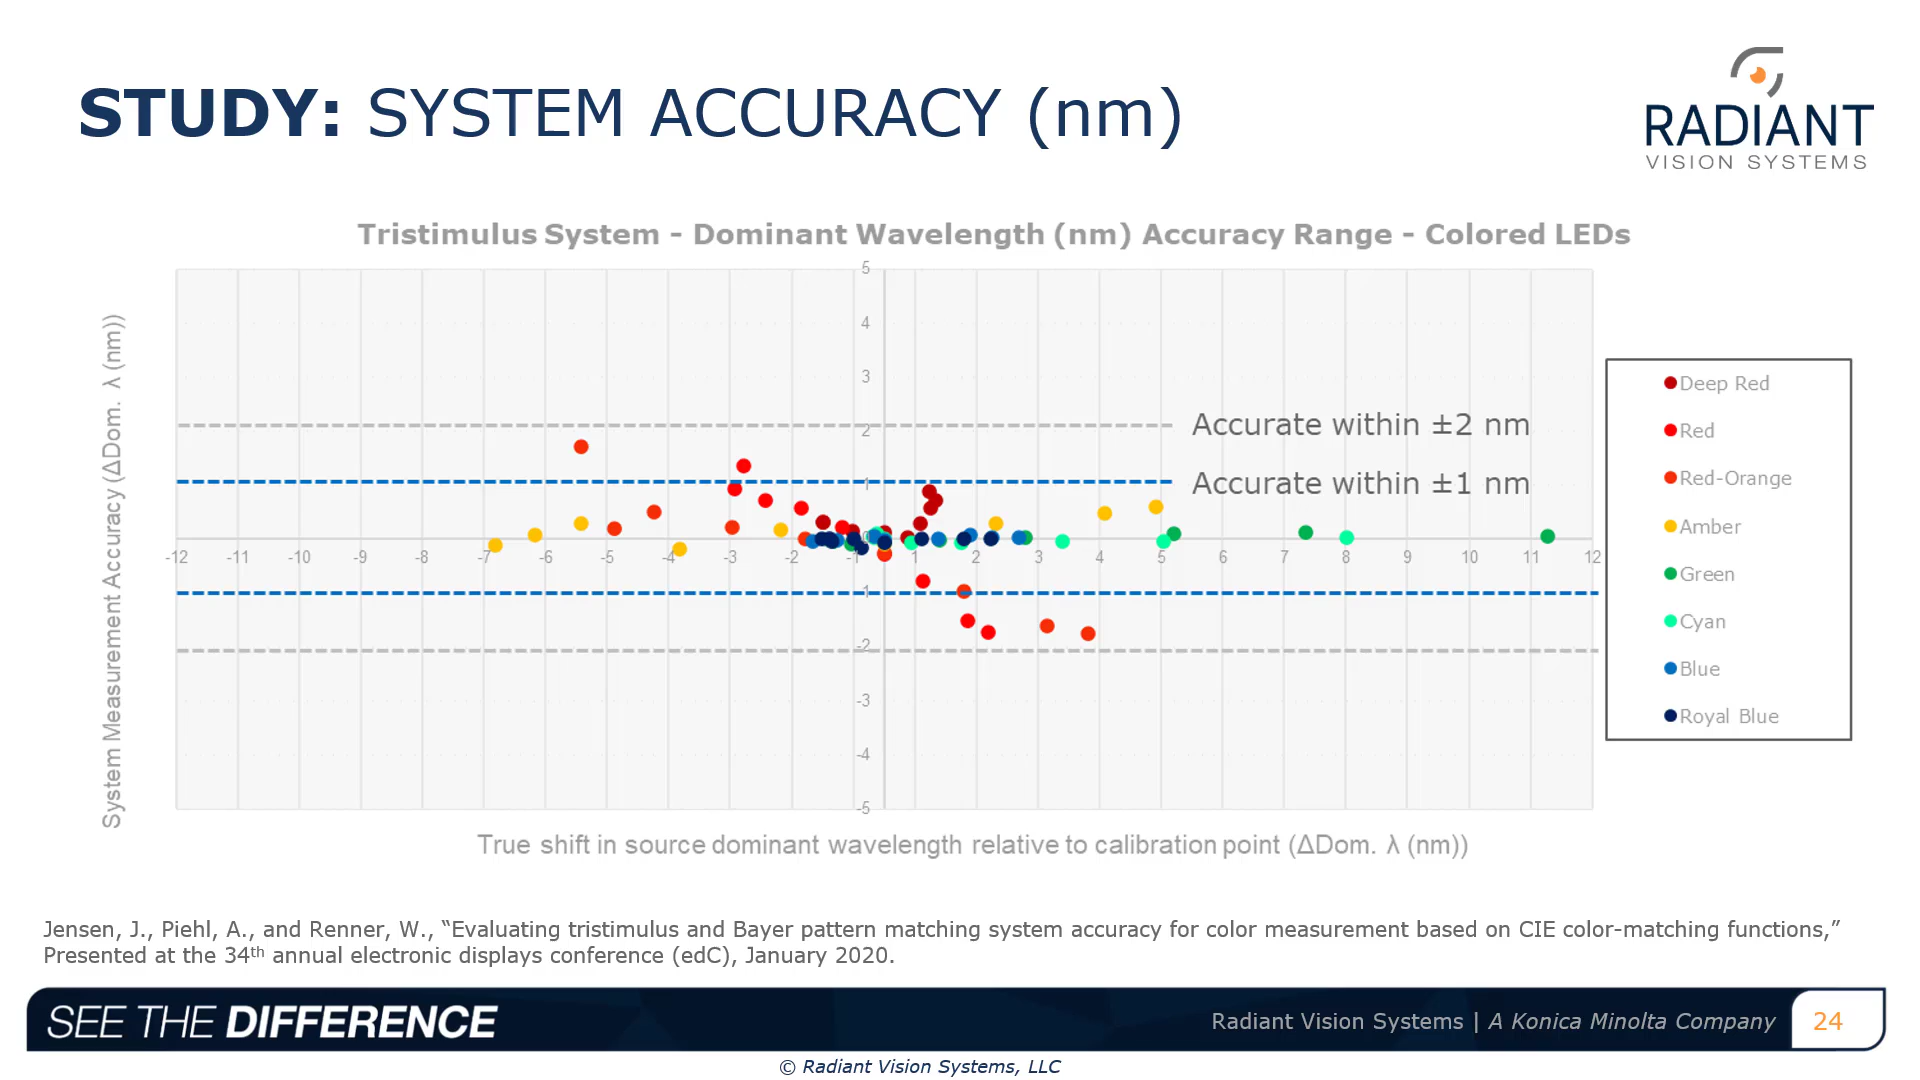 STUDY: SYSTEM ACCURACY (nm)
RADIANT
VISION SYSTEMS
Tristimulus System - Dominant Wavelength (nm) Accuracy Range - Colored LEDs
System Measurement Accuracy (ΔDom. λ (nm))
5
4
3
2
1
0
-1
-2
-3
-4
-5
Accurate within ±2 nm
Accurate within ±1 nm
-12 -11 -10 -9 -8 -7 -6 -5 -4 -3 -2 -1 1 2 3 4 5 6 7 8 9 10 11 12
Deep Red
Red
Red-Orange
Amber
Green
Cyan
Blue
Royal Blue
True shift in source dominant wavelength relative to calibration point (ΔDom. λ (nm))
Jensen, J., Piehl, A., and Renner, W., “Evaluating tristimulus and Bayer pattern matching system accuracy for color measurement based on CIE color-matching functions,”
Presented at the 34th annual electronic displays conference (edC), January 2020.
SEE THE DIFFERENCE
Radiant Vision Systems | A Konica Minolta Company
24
© Radiant Vision Systems, LLC